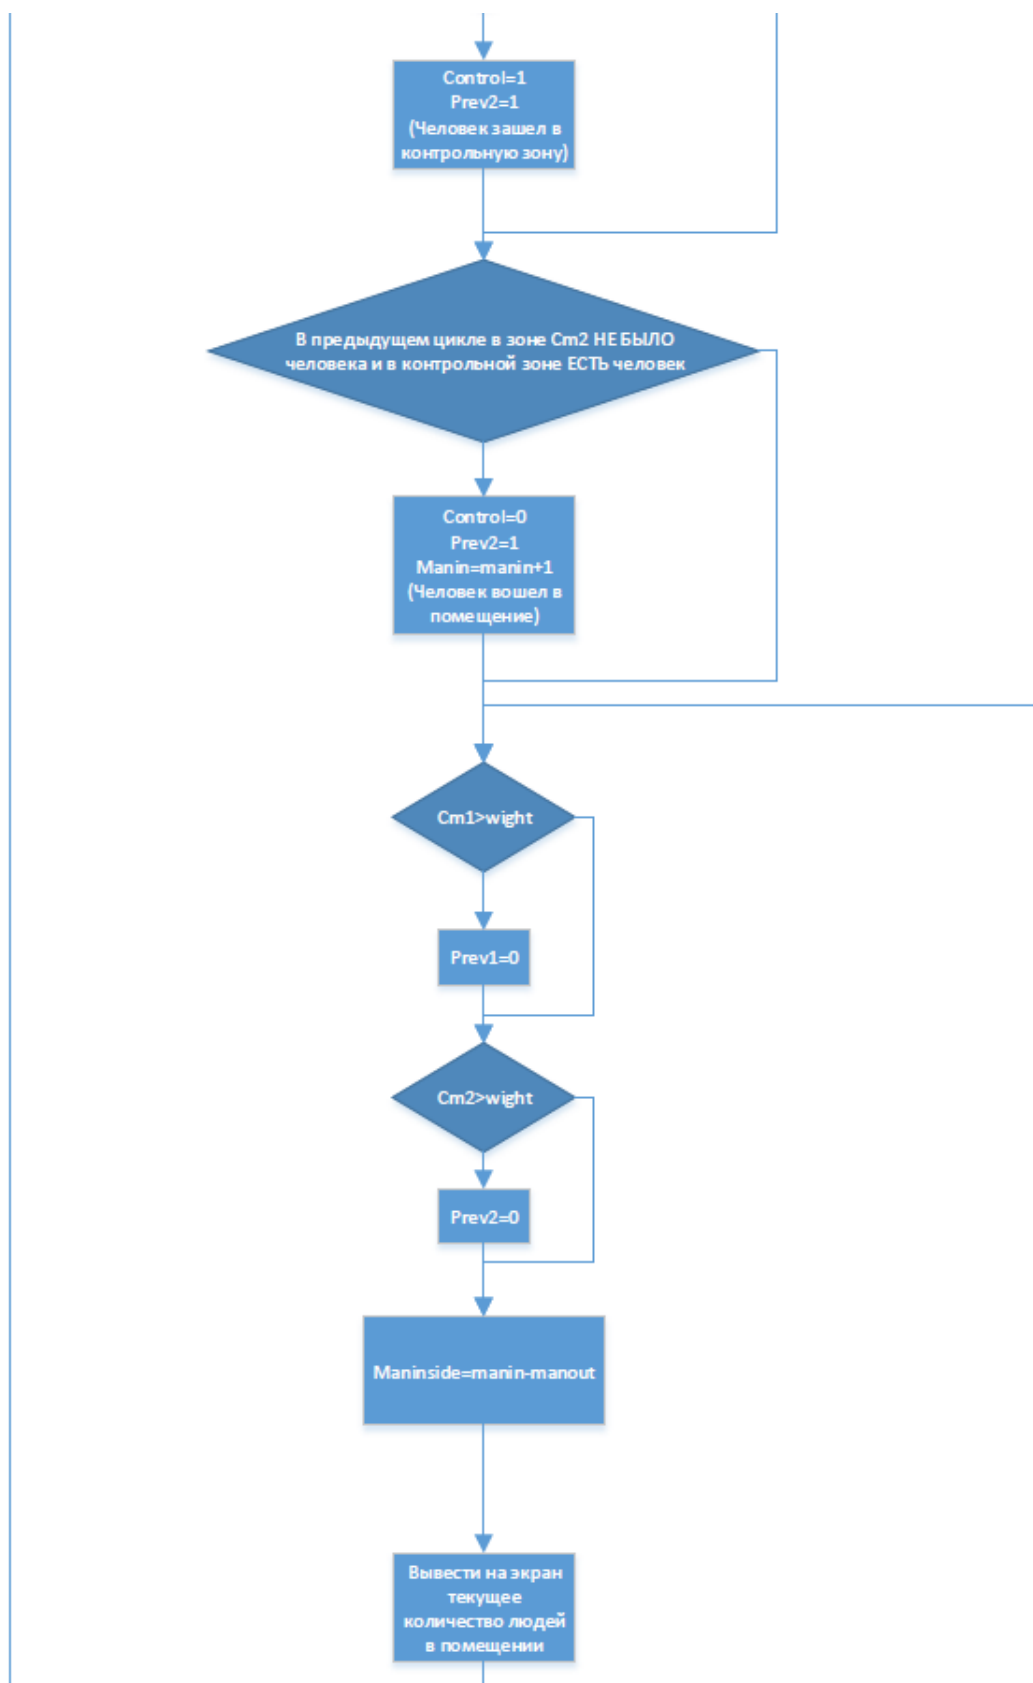 Control=1
Prev2=1
(Человек зашел в
контрольную зону)
В предыдущем цикле в зоне Cm2 НЕ БЫЛО
человека и в контрольной зоне ЕСТЬ человек
Control=0
Prev2=1
Manin=manin+1
(Человек вошел в
помещение)
Cm1>wight
Prev1=0
Cm2>wight
Prev2=0
Maninside=manin-manout
Вывести на экран
текущее
количество людей
в помещении